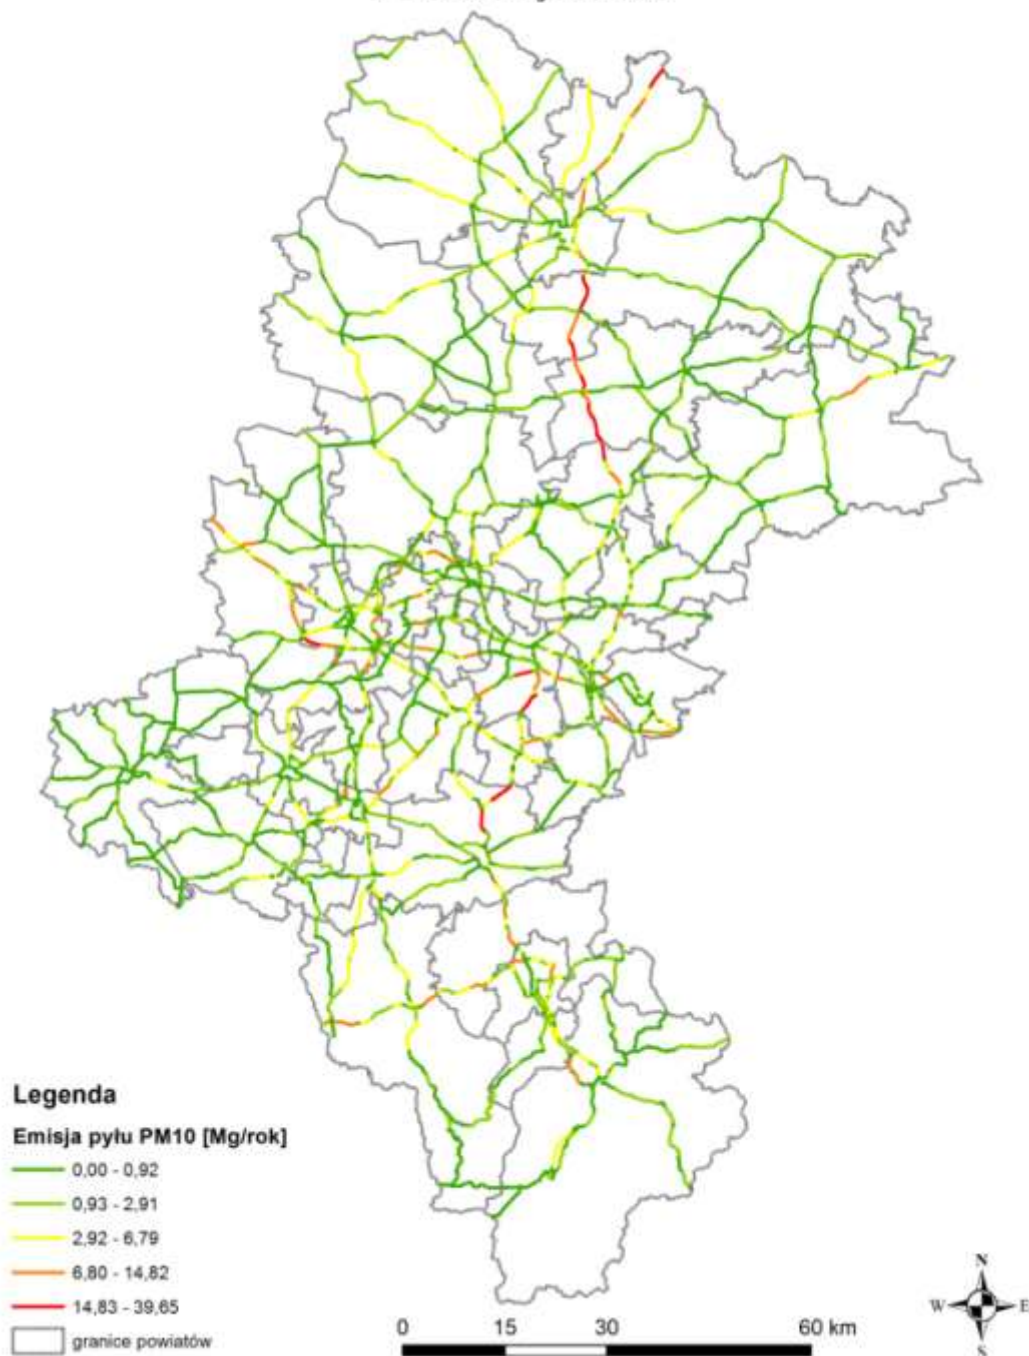 Legenda
Emisja pyłu PM10 [Mg/rok]
0,00 - 0,92
0,93 - 2,91
2,92 - 6,79
6,80 - 14,82
14,83 - 39,65
granice powiatów
0 15 30 60 km
N
W E
S